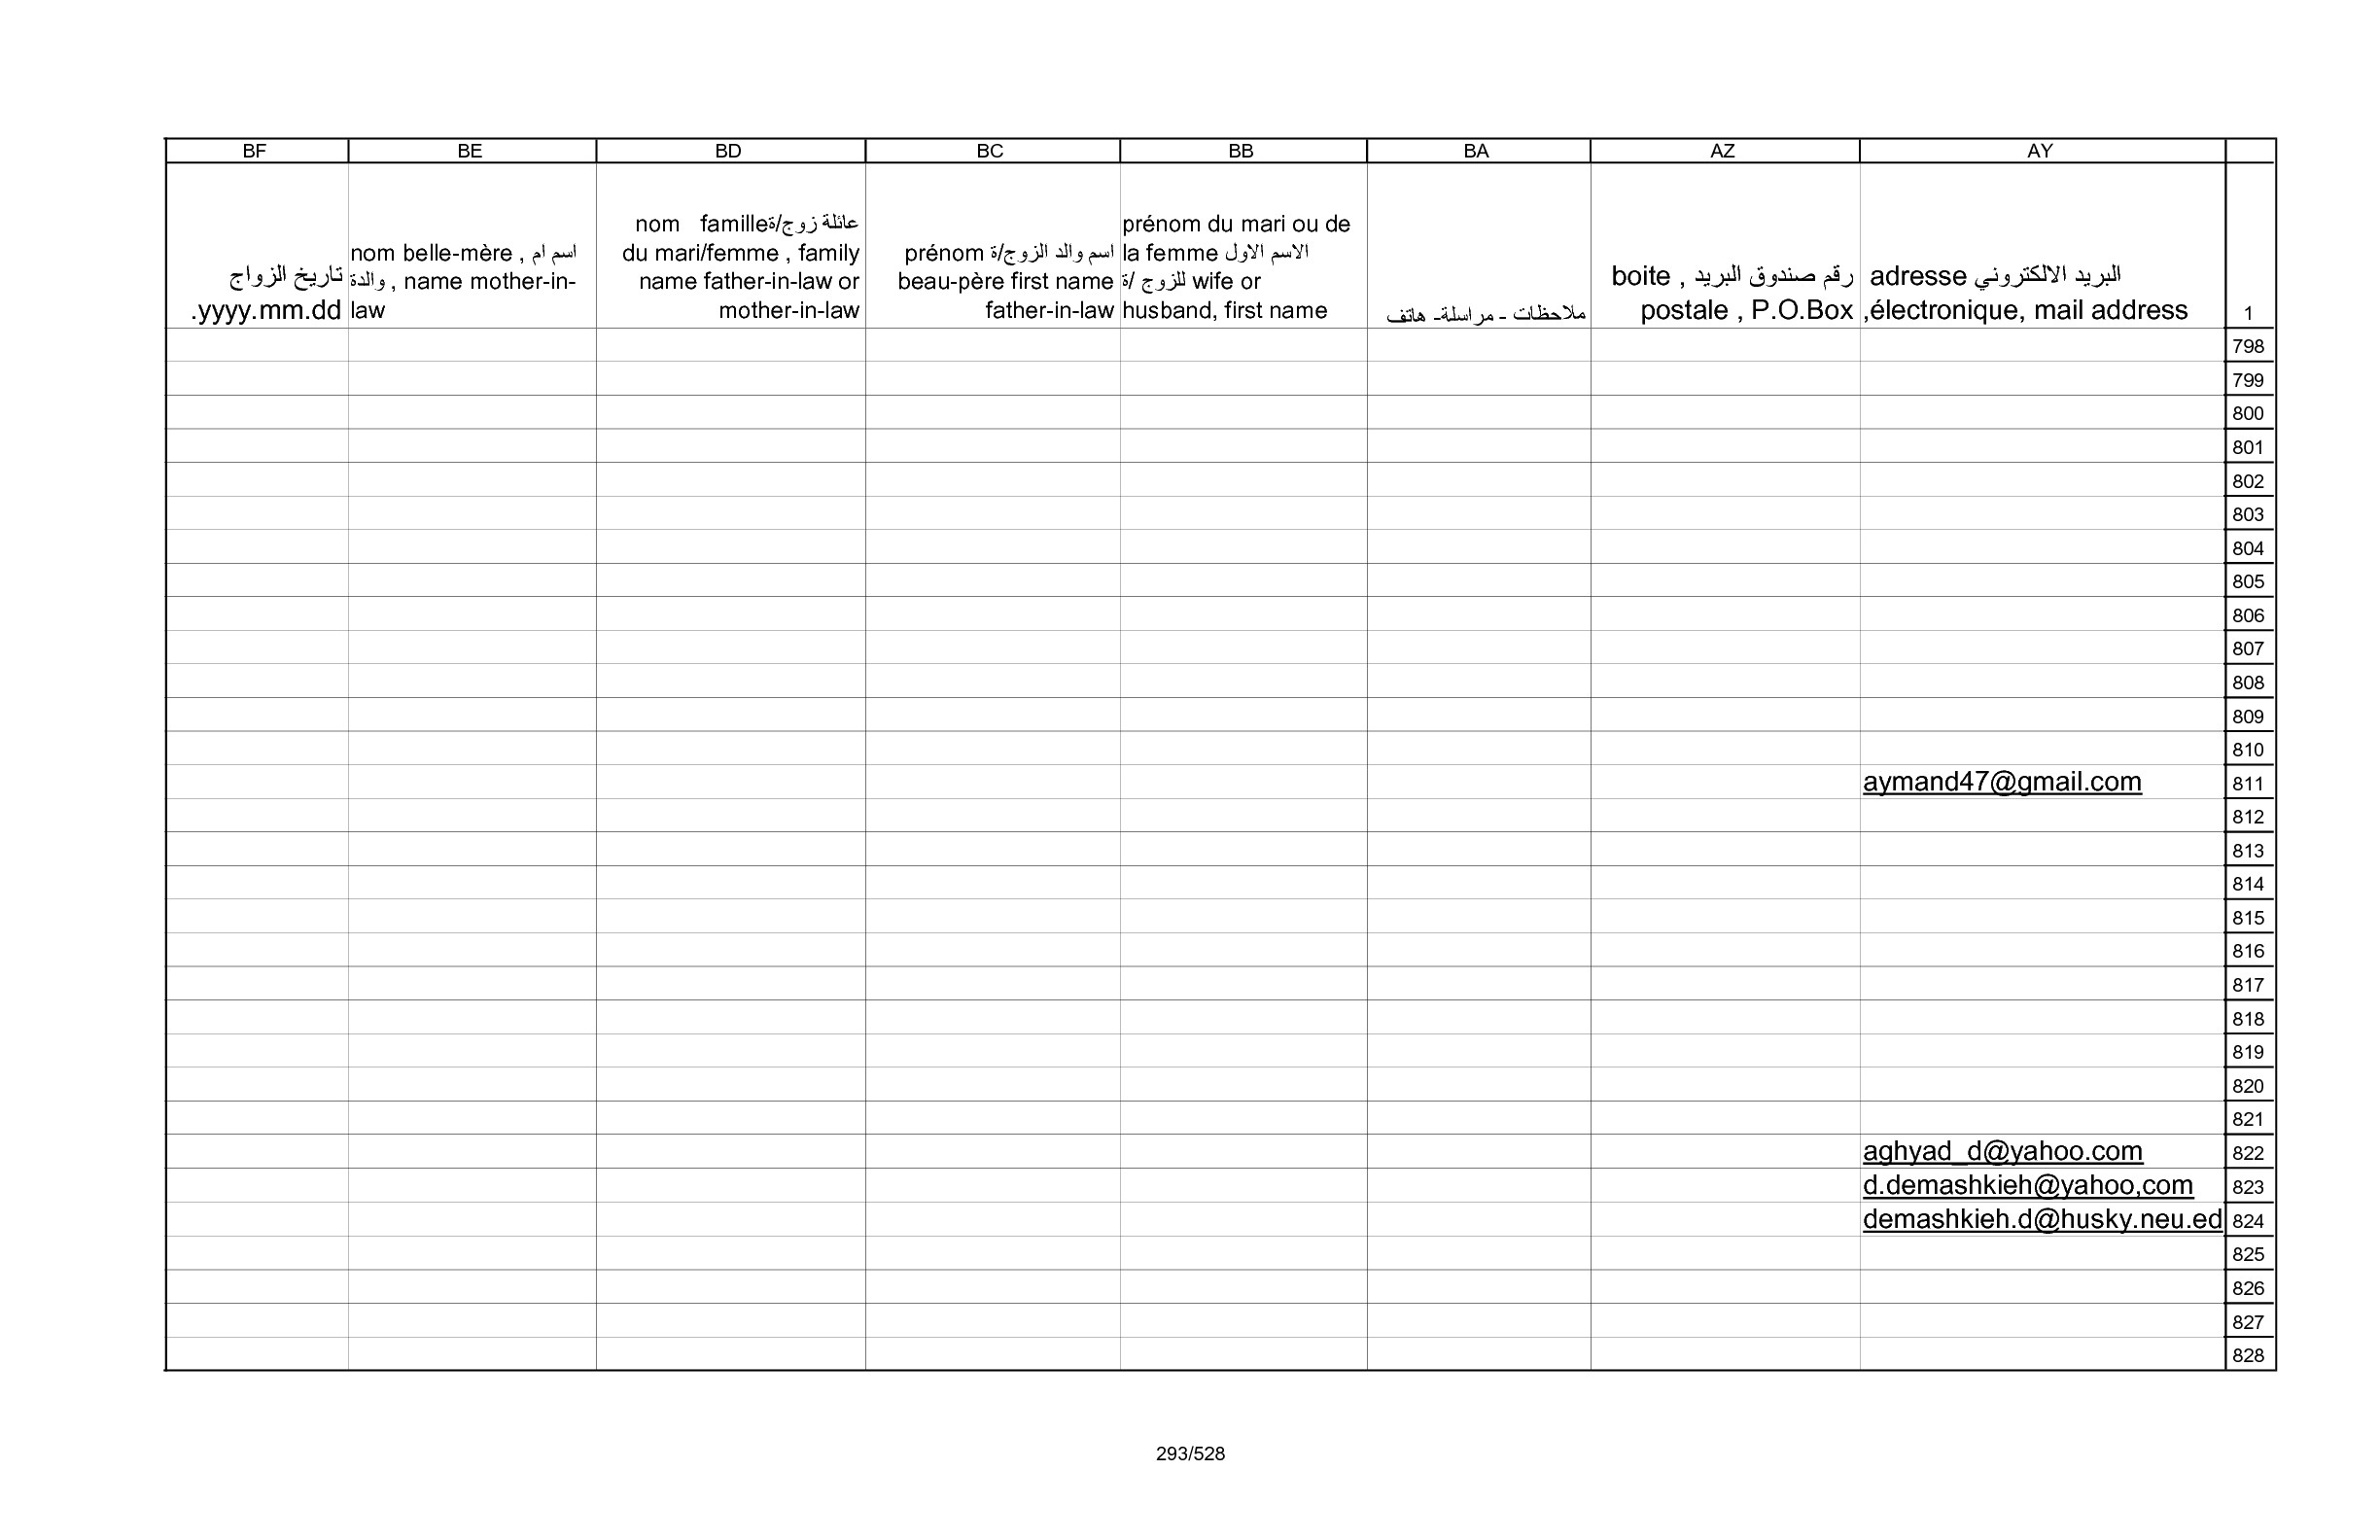 BF BE BD BC BB BA AZ AY
تاريخ الزواج
.yyyy.mm.dd
nom belle-mère , اسم ام
والدة , name mother-in-
law
nom famille عائلة زوج/ة
du mari/femme , family
name father-in-law or
mother-in-law
prénom اسم والد الزوج/ة
beau-père first name
father-in-law
prénom du mari ou de
la femme الاسم الاول
للزوج /ة wife or
husband, first name
ملاحظات - مراسلة- هاتف
boite , رقم صندوق البريد
postale , P.O.Box
adresse البريد الالكتروني
,électronique, mail address
1
798
799
800
801
802
803
804
805
806
807
808
809
810
aymand47@gmail.com 811
812
813
814
815
816
817
818
819
820
821
aghyad_d@yahoo.com 822
d.demashkieh@yahoo,com 823
demashkieh.d@husky.neu.ed 824
825
826
827
828
293/528